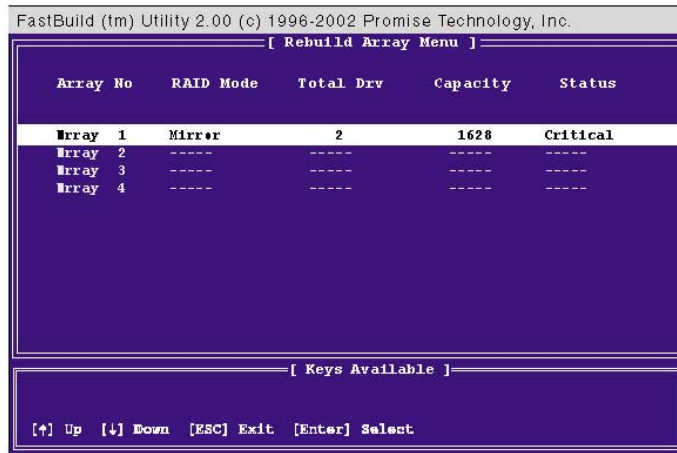 FastBuild (tm) Utility 2.00 (c) 1996-2002 Promise Technology, Inc.
[ Rebuild Array Menu ]
Array No RAID Mode Total Drv Capacity Status
Array 1 Mirror 2 1628 Critical
Array 2 ----- ----- ----- -----
Array 3 ----- ----- ----- -----
Array 4 ----- ----- ----- -----
[ Keys Available ]
[↑] Up [↓] Down [ESC] Exit [Enter] Select